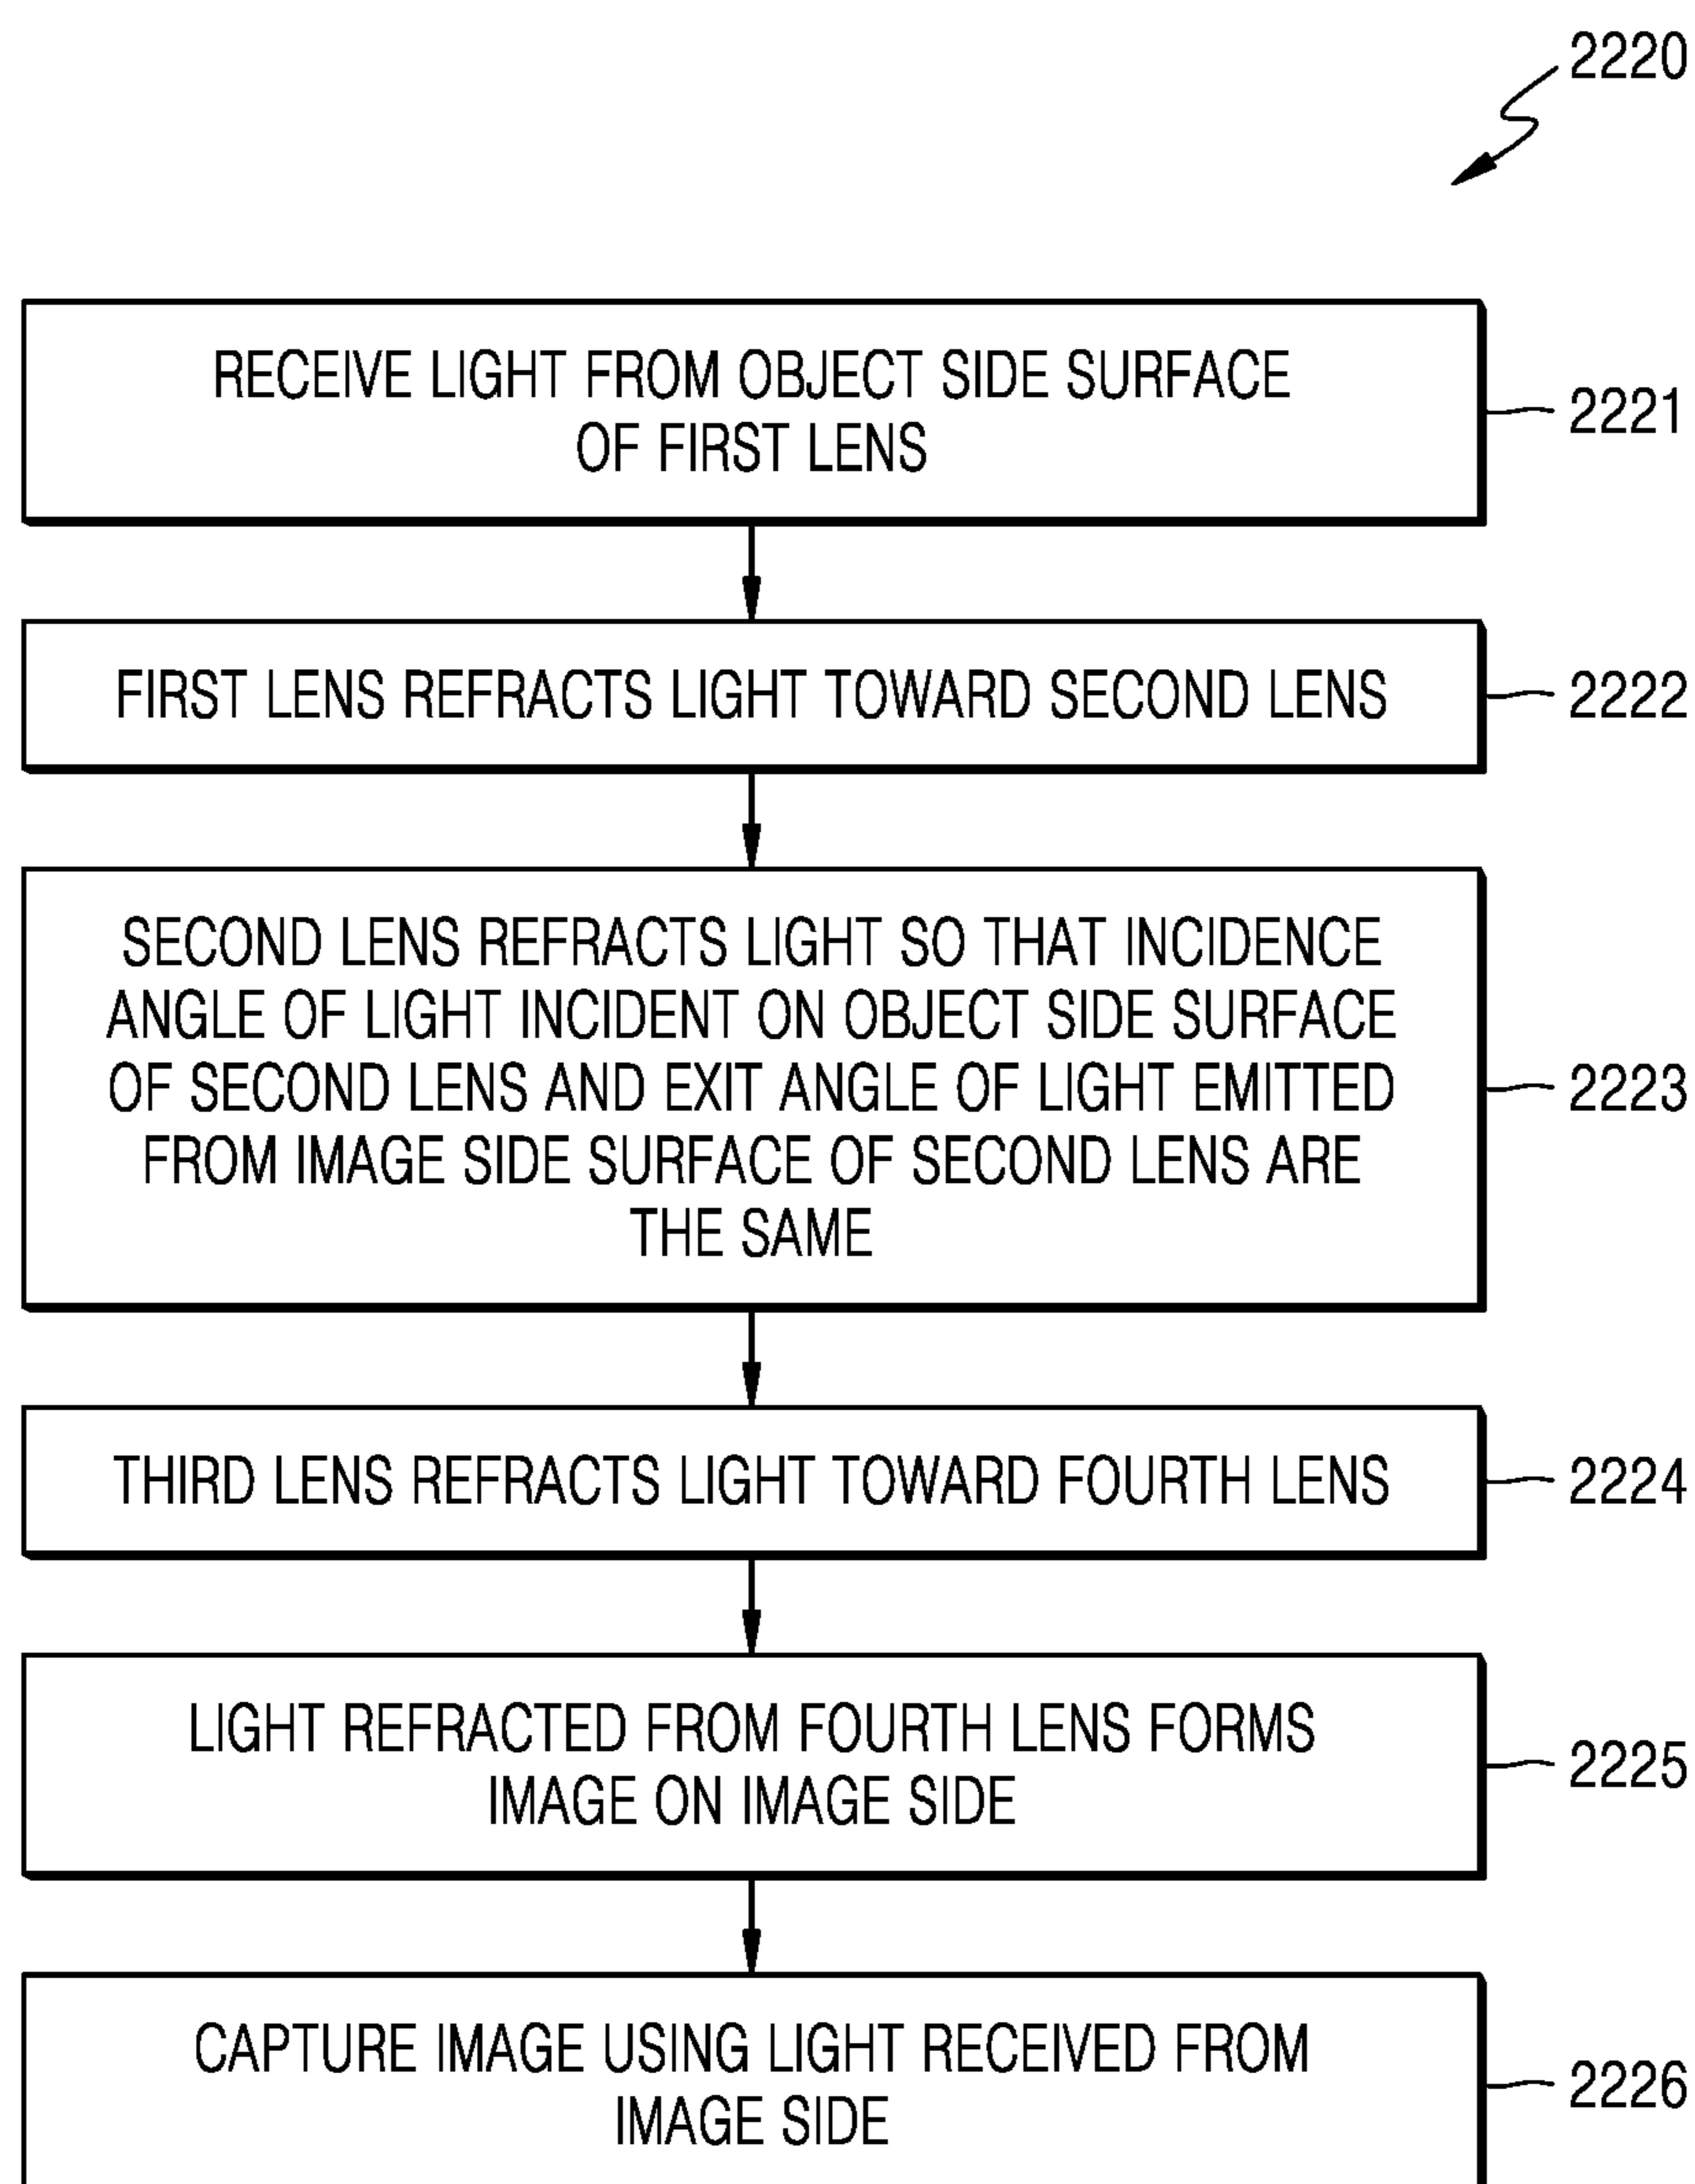 2220
RECEIVE LIGHT FROM OBJECT SIDE SURFACE
OF FIRST LENS
2221
FIRST LENS REFRACTS LIGHT TOWARD SECOND LENS
2222
SECOND LENS REFRACTS LIGHT SO THAT INCIDENCE
ANGLE OF LIGHT INCIDENT ON OBJECT SIDE SURFACE
OF SECOND LENS AND EXIT ANGLE OF LIGHT EMITTED
FROM IMAGE SIDE SURFACE OF SECOND LENS ARE
THE SAME
2223
THIRD LENS REFRACTS LIGHT TOWARD FOURTH LENS
2224
LIGHT REFRACTED FROM FOURTH LENS FORMS
IMAGE ON IMAGE SIDE
2225
CAPTURE IMAGE USING LIGHT RECEIVED FROM
IMAGE SIDE
2226